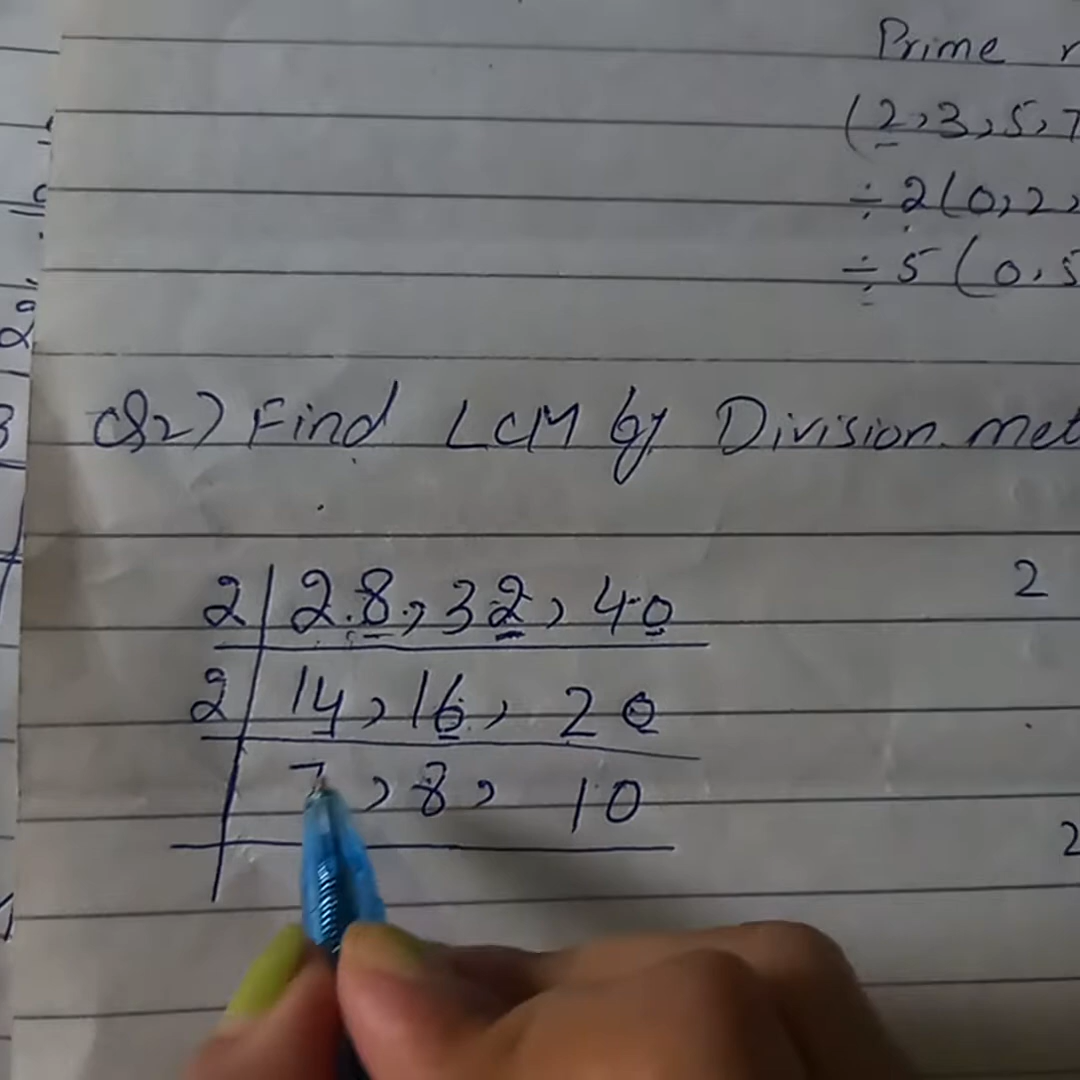 Prime
(2,3,5,7
÷ 2(0,2,
÷ 5(0,5
Q2) Find LCM by Division met
2 | 28, 32, 40
2
2 | 14, 16, 20
7, 8, 10
2